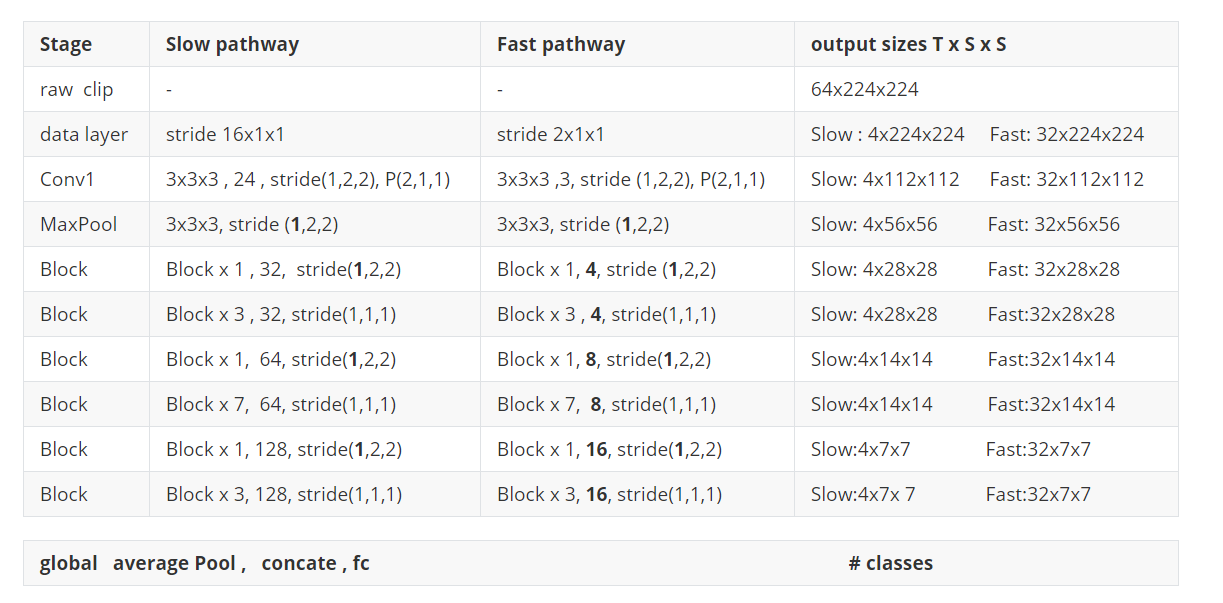 Stage Slow pathway Fast pathway output sizes T x S x S
raw clip - - 64x224x224
data layer stride 16x1x1 stride 2x1x1 Slow : 4x224x224 Fast: 32x224x224
Conv1 3x3x3 , 24 , stride(1,2,2), P(2,1,1) 3x3x3 ,3, stride (1,2,2), P(2,1,1) Slow: 4x112x112 Fast: 32x112x112
MaxPool 3x3x3, stride (1,2,2) 3x3x3, stride (1,2,2) Slow: 4x56x56 Fast: 32x56x56
Block Block x 1 , 32, stride(1,2,2) Block x 1, 4, stride (1,2,2) Slow: 4x28x28 Fast: 32x28x28
Block Block x 3 , 32, stride(1,1,1) Block x 3 , 4, stride(1,1,1) Slow: 4x28x28 Fast:32x28x28
Block Block x 1, 64, stride(1,2,2) Block x 1, 8, stride(1,2,2) Slow:4x14x14 Fast:32x14x14
Block Block x 7, 64, stride(1,1,1) Block x 7, 8, stride(1,1,1) Slow:4x14x14 Fast:32x14x14
Block Block x 1, 128, stride(1,2,2) Block x 1, 16, stride(1,2,2) Slow:4x7x7 Fast:32x7x7
Block Block x 3, 128, stride(1,1,1) Block x 3, 16, stride(1,1,1) Slow:4x7x 7 Fast:32x7x7
global average Pool , concate , fc # classes